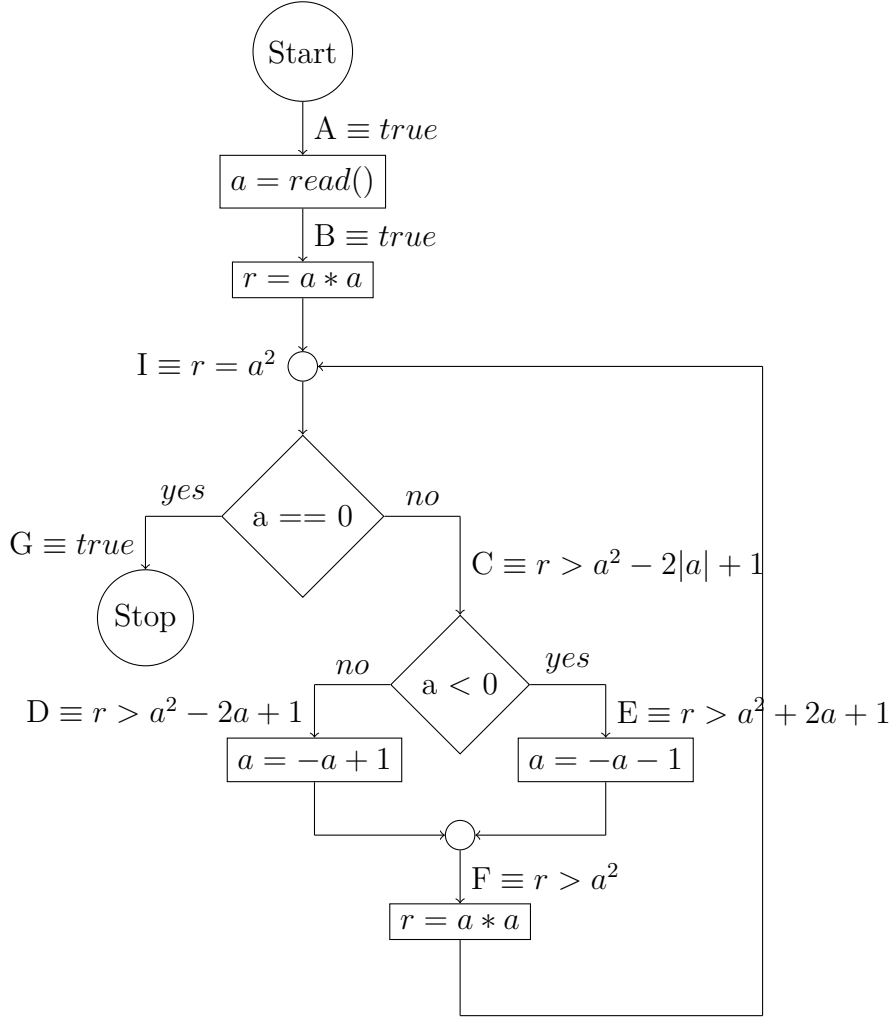 Start
A ≡ true
a = read()
B ≡ true
r = a ∗ a
I ≡ r = a²
a == 0
yes
no
G ≡ true
Stop
C ≡ r > a² − 2|a| + 1
a < 0
no
yes
D ≡ r > a² − 2a + 1
E ≡ r > a² + 2a + 1
a = −a + 1
a = −a − 1
F ≡ r > a²
r = a ∗ a